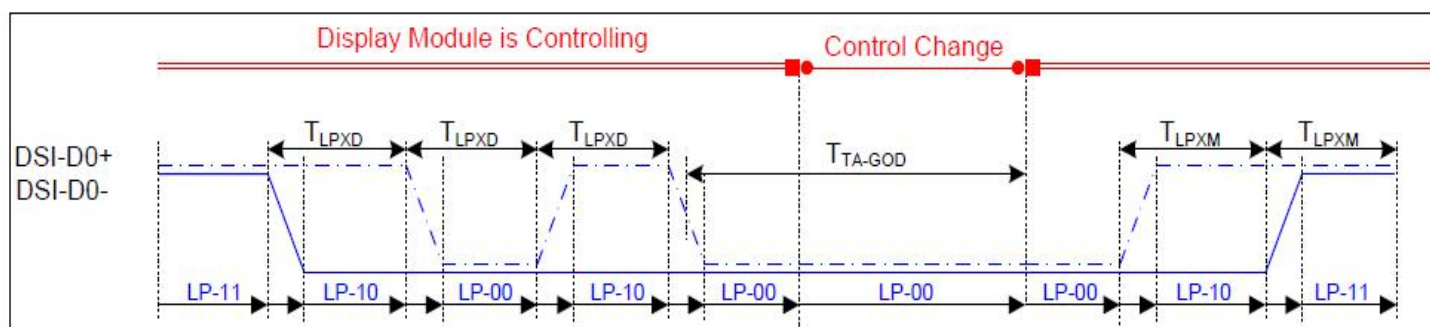 Display Module is Controlling Control Change
TLPXD TLPXD TLPXD TLPXM TLPXM
DSI-D0+ TTA-GOD
DSI-D0-
LP-11 LP-10 LP-00 LP-10 LP-00 LP-00 LP-00 LP-10 LP-11